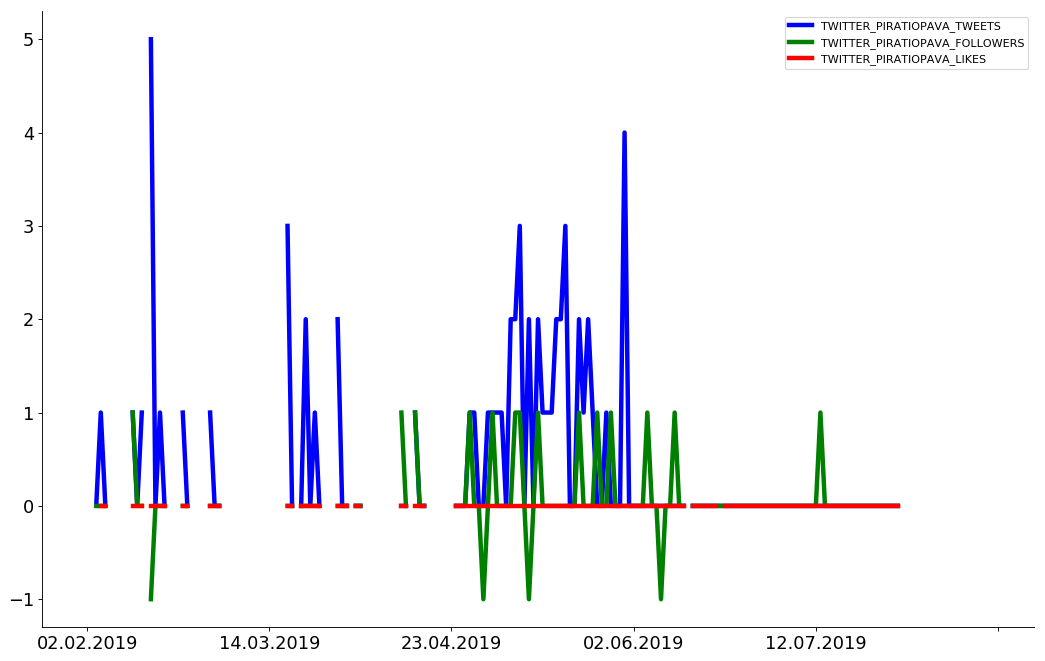 TWITTER_PIRATIOPAVA_TWEETS
TWITTER_PIRATIOPAVA_FOLLOWERS
TWITTER_PIRATIOPAVA_LIKES
5
4
3
2
1
0
−1
02.02.2019 14.03.2019 23.04.2019 02.06.2019 12.07.2019